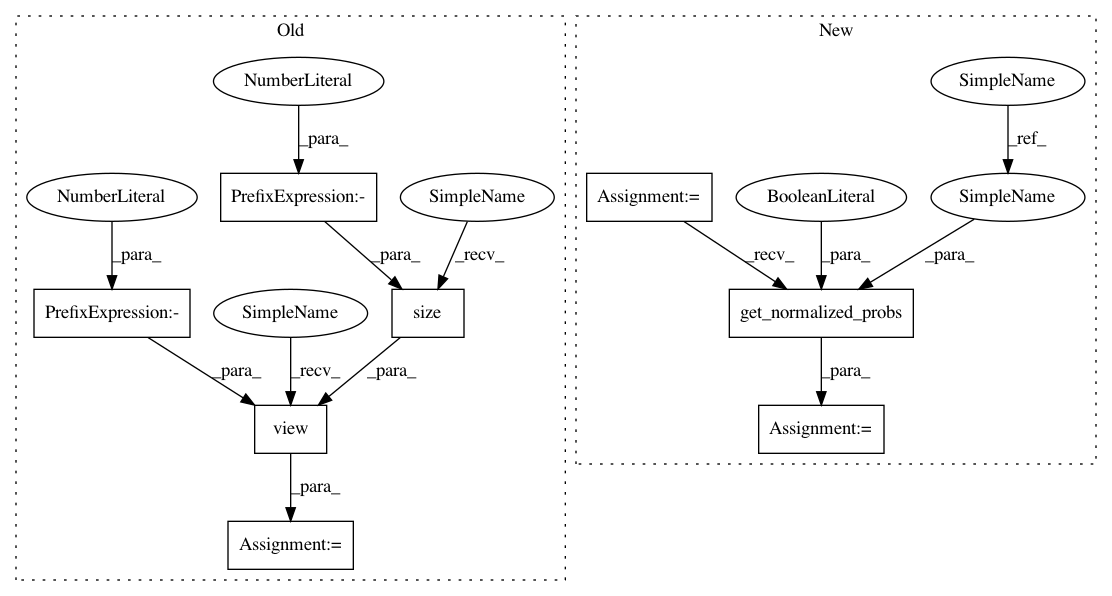 Old
New
NumberLiteral
SimpleName
_para_
_ref_
NumberLiteral
PrefixExpression:-
SimpleName
Assignment:=
BooleanLiteral
SimpleName
_para_
_para_
_recv_
_recv_
_para_
_para_
PrefixExpression:-
SimpleName
size
get_normalized_probs
_para_
_recv_
_para_
_para_
view
Assignment:=
_para_
Assignment:=